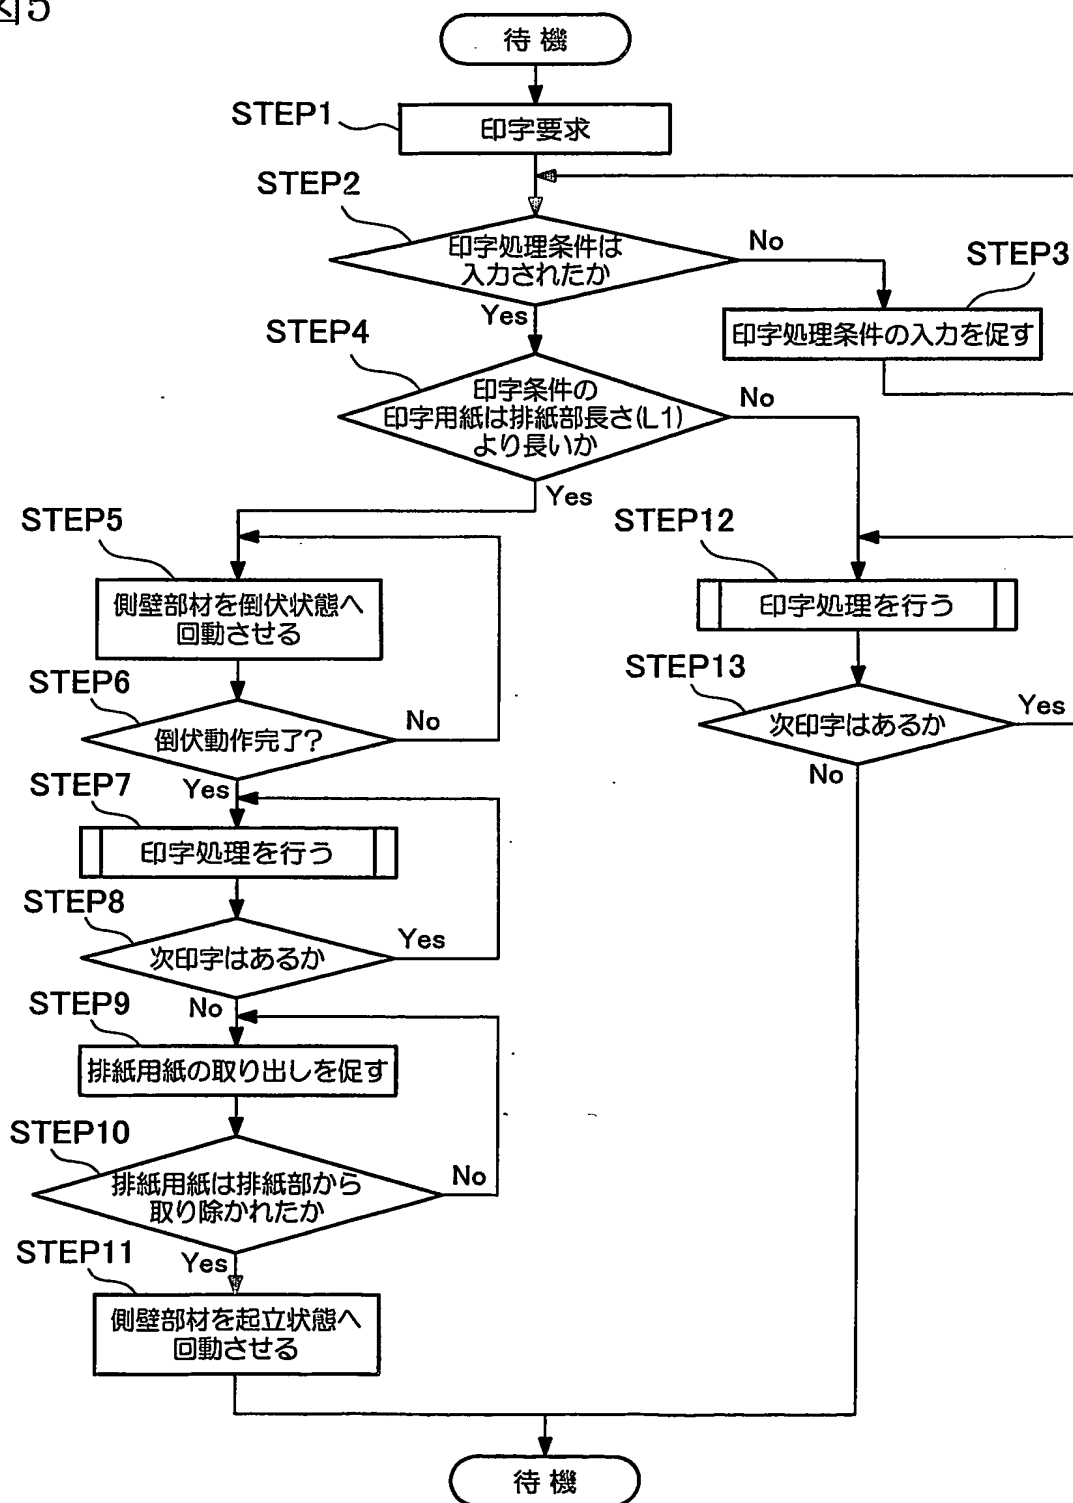 図5
待機
STEP1
印字要求
STEP2
印字処理条件は
入力されたか
No
Yes
STEP3
印字処理条件の入力を促す
STEP4
印字条件の
印字用紙は排紙部長さ(L1)
より長いか
No
Yes
STEP5
側壁部材を倒伏状態へ
回動させる
STEP6
倒伏動作完了?
No
Yes
STEP7
印字処理を行う
STEP8
次印字はあるか
Yes
No
STEP9
排紙用紙の取り出しを促す
STEP10
排紙用紙は排紙部から
取り除かれたか
No
Yes
STEP11
側壁部材を起立状態へ
回動させる
STEP12
印字処理を行う
STEP13
次印字はあるか
Yes
No
待機